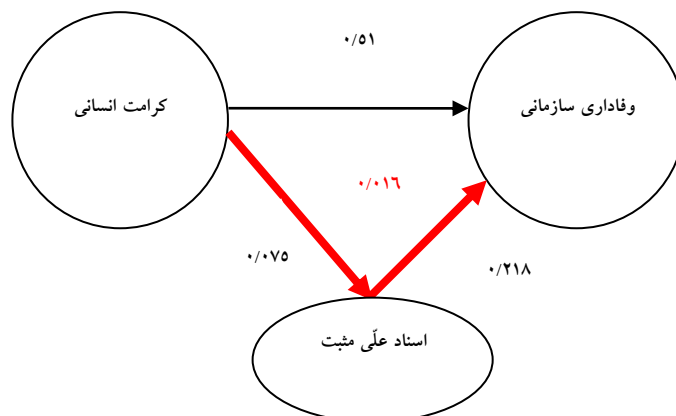 ۰/۵۱
وفاداری سازمانی
کرامت انسانی
۰/۰۱۶
۰/۰۷۵
۰/۲۱۸
اسناد علّی مثبت